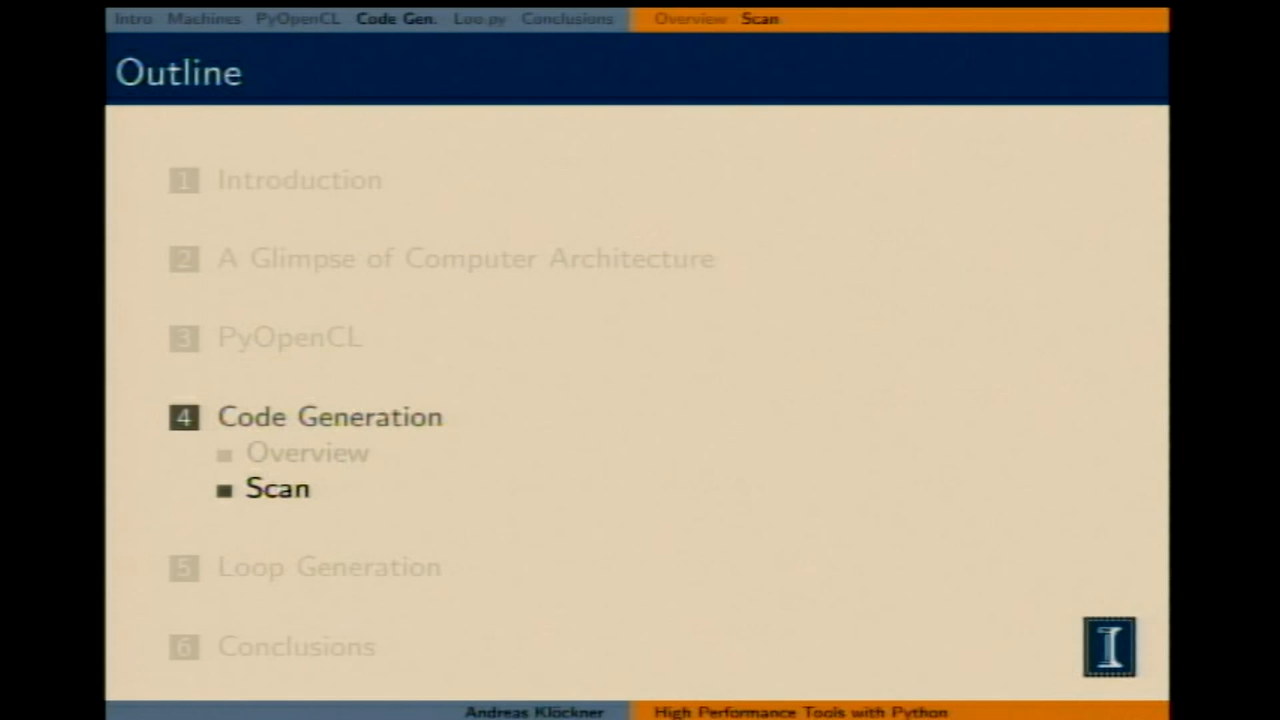 Intro Machines PyOpenCL Code Gen. Loo.py Conclusions Overview Scan
Outline
1 Introduction
2 A Glimpse of Computer Architecture
3 PyOpenCL
4 Code Generation
Overview
Scan
5 Loop Generation
6 Conclusions
I
Andreas Klöckner High Performance Tools with Python